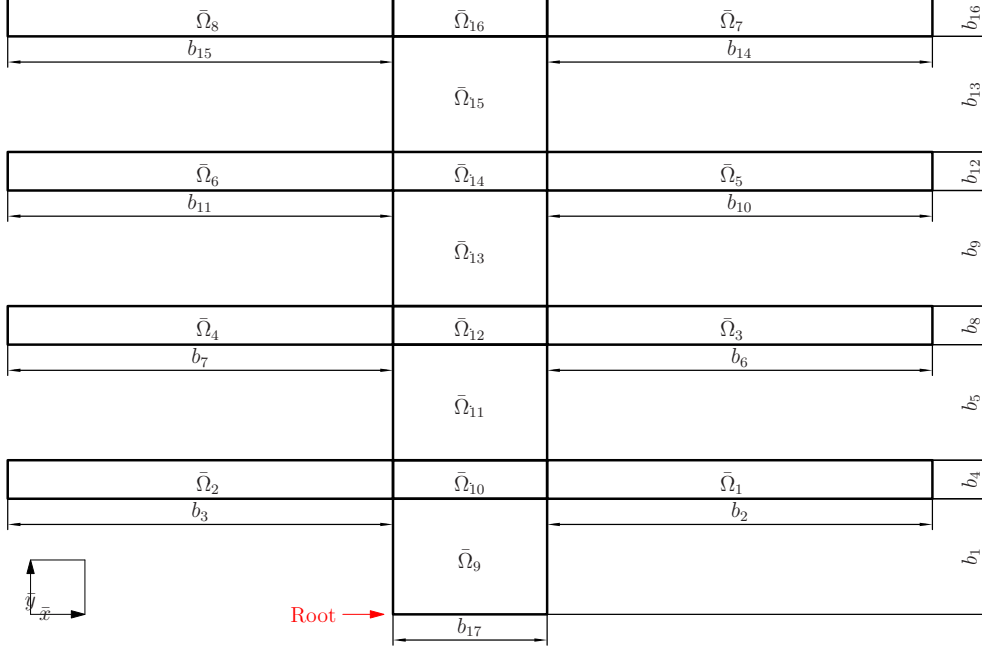 Ω̄₈ Ω̄₁₆ Ω̄₇ b₁₆
b₁₅ b₁₄
Ω̄₁₅ b₁₃
Ω̄₆ Ω̄₁₄ Ω̄₅ b₁₂
b₁₁ b₁₀
Ω̄₁₃ b₉
Ω̄₄ Ω̄₁₂ Ω̄₃ b₈
b₇ b₆
Ω̄₁₁ b₅
Ω̄₂ Ω̄₁₀ Ω̄₁ b₄
b₃ b₂
Ω̄₉ b₁
ȳ
x̄
Root
b₁₇